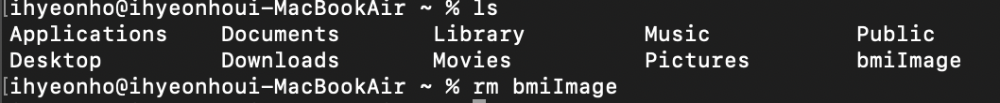 [ihyeonho@ihyeonhoui-MacBookAir ~ % ls
Applications Documents Library Music Public
Desktop Downloads Movies Pictures bmiImage
[ihyeonho@ihyeonhoui-MacBookAir ~ % rm bmiImage